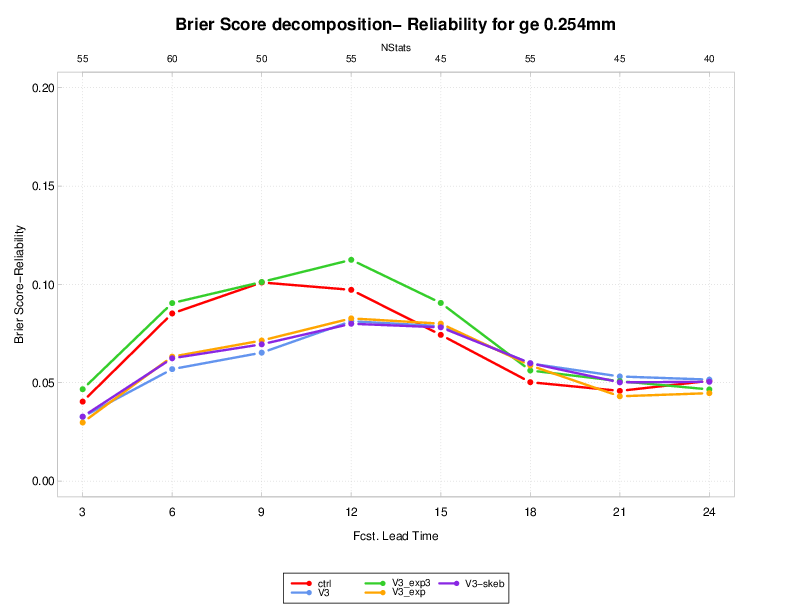 Brier Score decomposition− Reliability for ge 0.254mm
NStats
55 60 50 55 45 55 45 40
0.20
0.15
0.10
0.05
0.00
Brier Score−Reliability
3 6 9 12 15 18 21 24
Fcst. Lead Time
ctrl V3_exp3 V3−skeb
V3 V3_exp